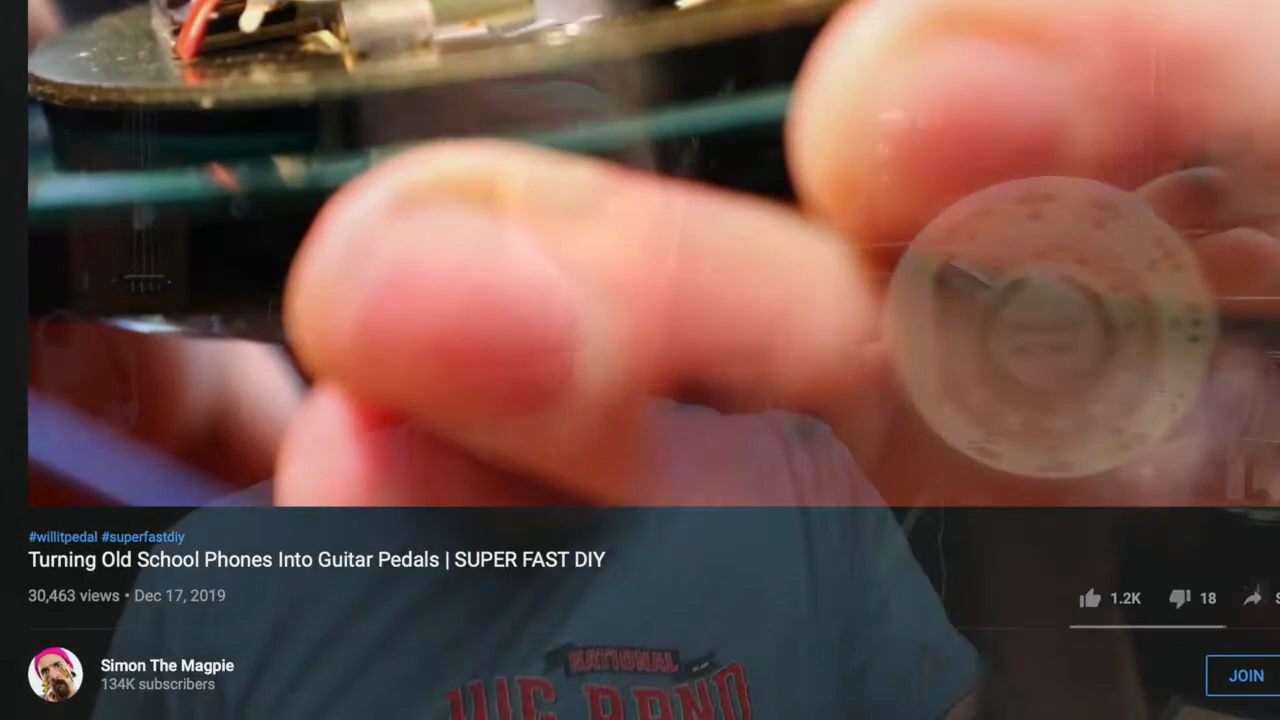 #willitpedal #superfastdiy
Turning Old School Phones Into Guitar Pedals | SUPER FAST DIY
30,463 views • Dec 17, 2019
1.2K
18
Simon The Magpie
134K subscribers
JOIN
NATIONAL